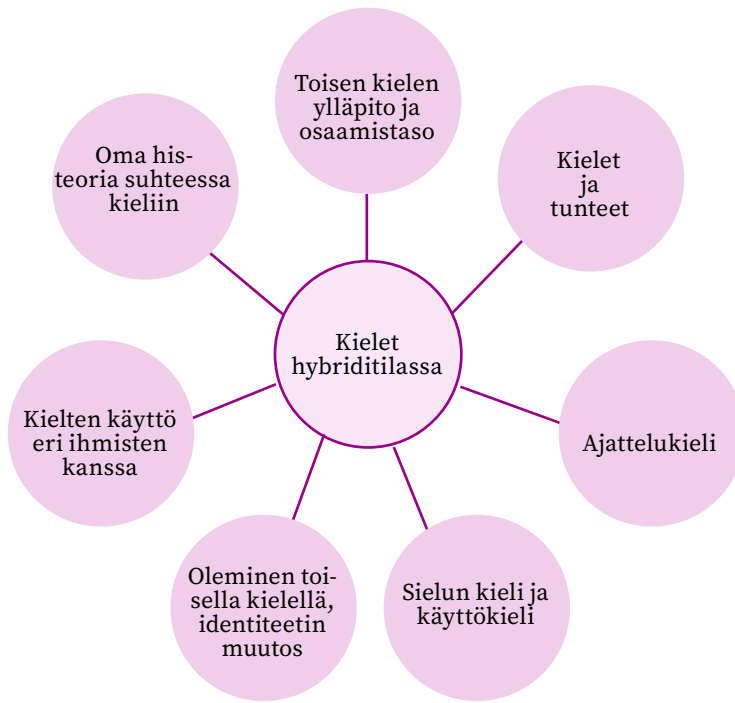 Toisen kielen
ylläpito ja
osaamistaso
Kielet
ja
tunteet
Ajattelukieli
Sielun kieli ja
käyttökieli
Oleminen toi-
sella kielellä,
identiteetin
muutos
Kielten käyttö
eri ihmisten
kanssa
Oma his-
teoria suhteessa
kieliin
Kielet
hybriditilassa